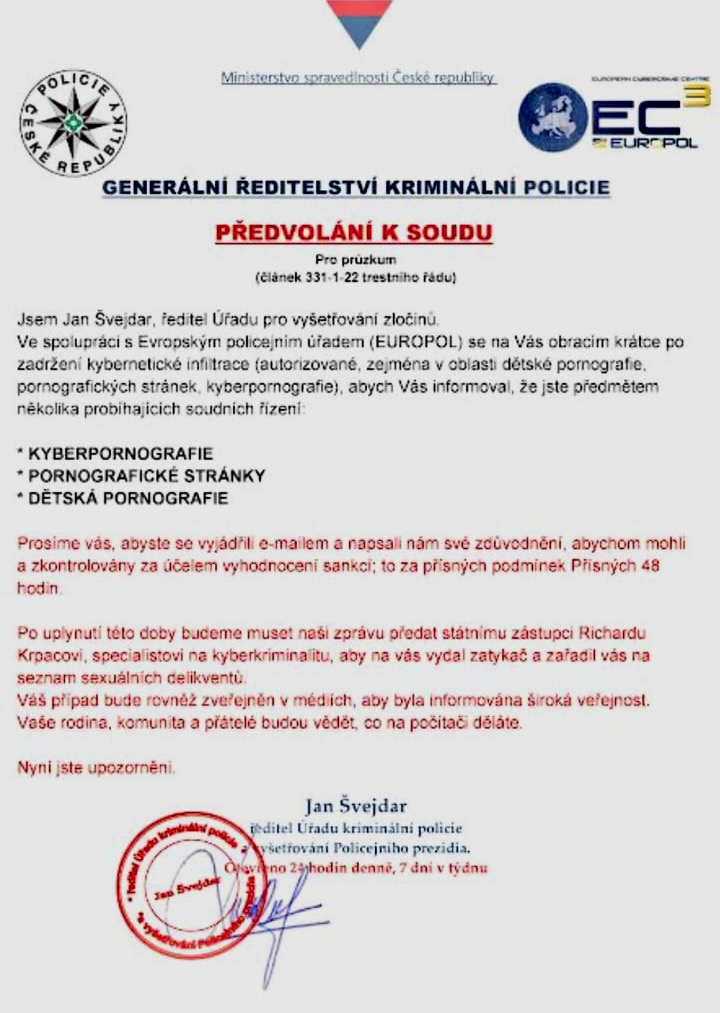 Ministerstvo spravedlnosti České republiky
POLICIE ČESKÉ REPUBLIKY
EUROPEAN CYBERCRIME CENTRE
EC3
EUROPOL
GENERÁLNÍ ŘEDITELSTVÍ KRIMINÁLNÍ POLICIE
PŘEDVOLÁNÍ K SOUDU
Pro průzkum
(článek 331-1-22 trestního řádu)
Jsem Jan Švejdar, ředitel Úřadu pro vyšetřování zločinů.
Ve spolupráci s Evropským policejním úřadem (EUROPOL) se na Vás obracím krátce po
zadržení kybernetické infiltrace (autorizované, zejména v oblasti dětské pornografie,
pornografických stránek, kyberpornografie), abych Vás informoval, že jste předmětem
několika probíhajících soudních řízení:
* KYBERPORNOGRAFIE
* PORNOGRAFICKÉ STRÁNKY
* DĚTSKÁ PORNOGRAFIE
Prosíme vás, abyste se vyjádřili e-mailem a napsali nám své zdůvodnění, abychom mohli
a zkontrolovány za účelem vyhodnocení sankcí; to za přísných podmínek Přísných 48
hodin.
Po uplynutí této doby budeme muset naši zprávu předat státnímu zástupci Richardu
Krpacovi, specialistovi na kyberkriminalitu, aby na vás vydal zatykač a zařadil vás na
seznam sexuálních delikventů.
Váš případ bude rovněž zveřejněn v médiích, aby byla informována široká veřejnost.
Vaše rodina, komunita a přátelé budou vědět, co na počítači děláte.
Nyní jste upozorněni.
Jan Švejdar
ředitel Úřadu kriminální policie
a vyšetřování Policejního prezidia.
Otevřeno 24 hodin denně, 7 dní v týdnu
* ředitel Úřadu kriminální policie
Jan Švejdar
*a vyšetřování Policejního prezidia